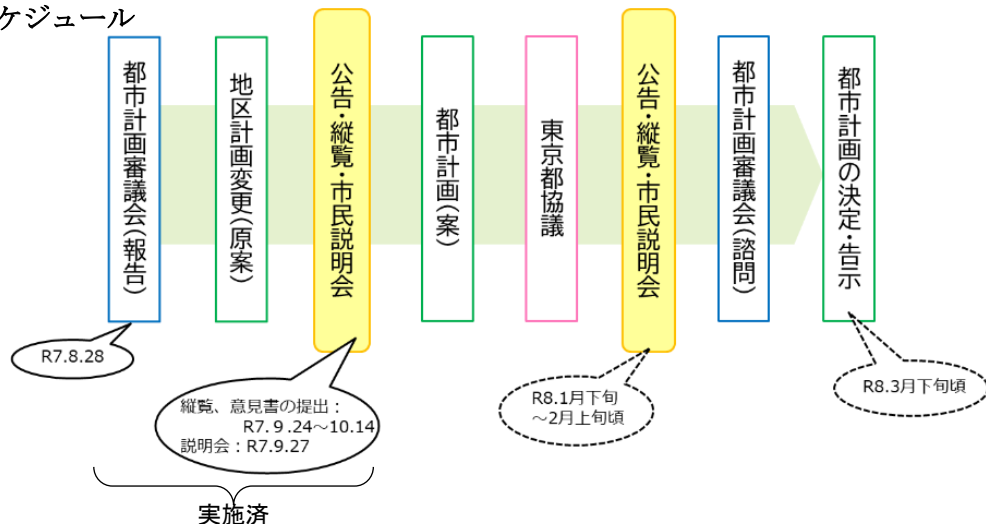 ケジュール
都市計画審議会（報告）
地区計画変更（原案）
公告・縦覧・市民説明会
都市計画（案）
東京都協議
公告・縦覧・市民説明会
都市計画審議会（諮問）
都市計画の決定・告示
R7.8.28
縦覧、意見書の提出：
R7.９.24～10.14
説明会：R7.9.27
R8.1月下旬
～2月上旬頃
R8.3月下旬頃
実施済